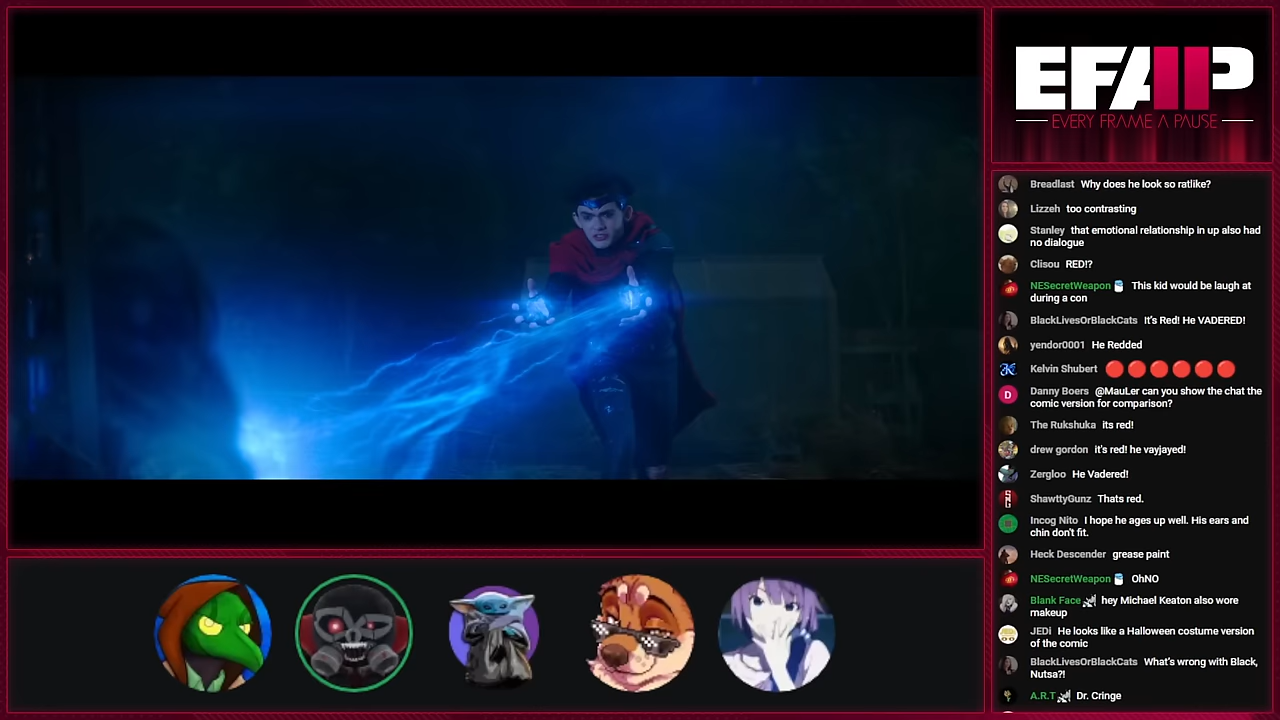 EFAP
EVERY FRAME A PAUSE
Breadlast Why does he look so ratlike?
Lizzeh too contrasting
Stanley that emotional relationship in up also had
no dialogue
Clisou RED!?
NESecretWeapon This kid would be laugh at
during a con
BlackLivesOrBlackCats It's Red! He VADERED!
yendor0001 He Redded
Kelvin Shubert 🔴🔴🔴🔴🔴🔴
D
Danny Boers @MauLer can you show the chat the
comic version for comparison?
The Rukshuka its red!
drew gordon it's red! he vayjayed!
Zergloo He Vadered!
ShawttyGunz Thats red.
Incog Nito I hope he ages up well. His ears and
chin don't fit.
Heck Descender grease paint
NESecretWeapon OhNO
Blank Face hey Michael Keaton also wore
makeup
JEDi He looks like a Halloween costume version
of the comic
BlackLivesOrBlackCats What's wrong with Black,
Nutsa?!
A.R.T Dr. Cringe